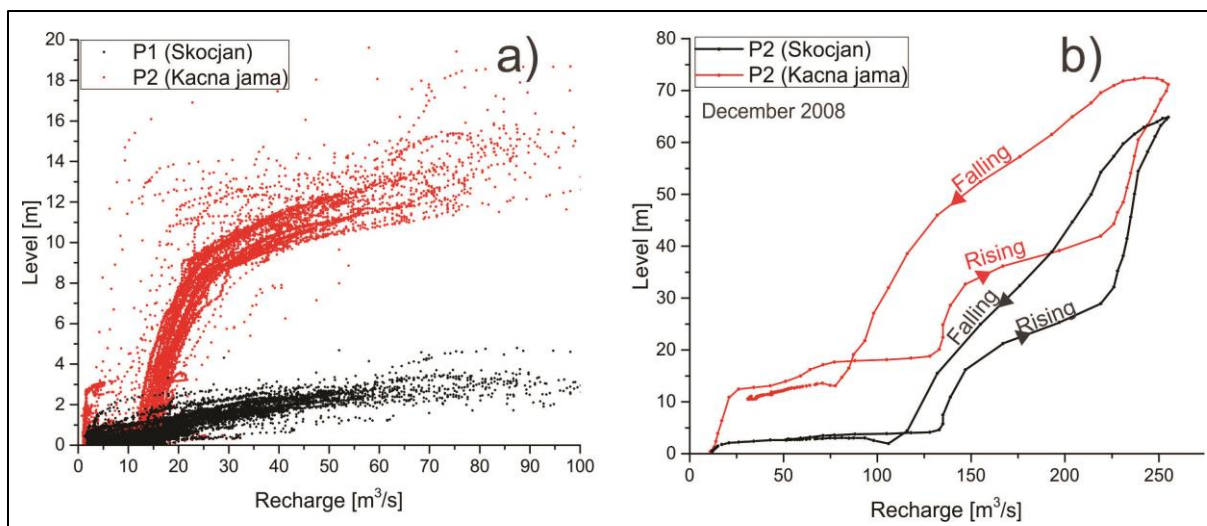 P1 (Skocjan)
P2 (Kacna jama)
a)
20
18
16
14
12
10
8
6
4
2
0
Level [m]
0 10 20 30 40 50 60 70 80 90 100
Recharge [m³/s]
P2 (Skocjan)
P2 (Kacna jama)
b)
December 2008
80
70
60
50
40
30
20
10
0
Level [m]
Falling
Rising
Falling
Rising
0 50 100 150 200 250
Recharge [m³/s]